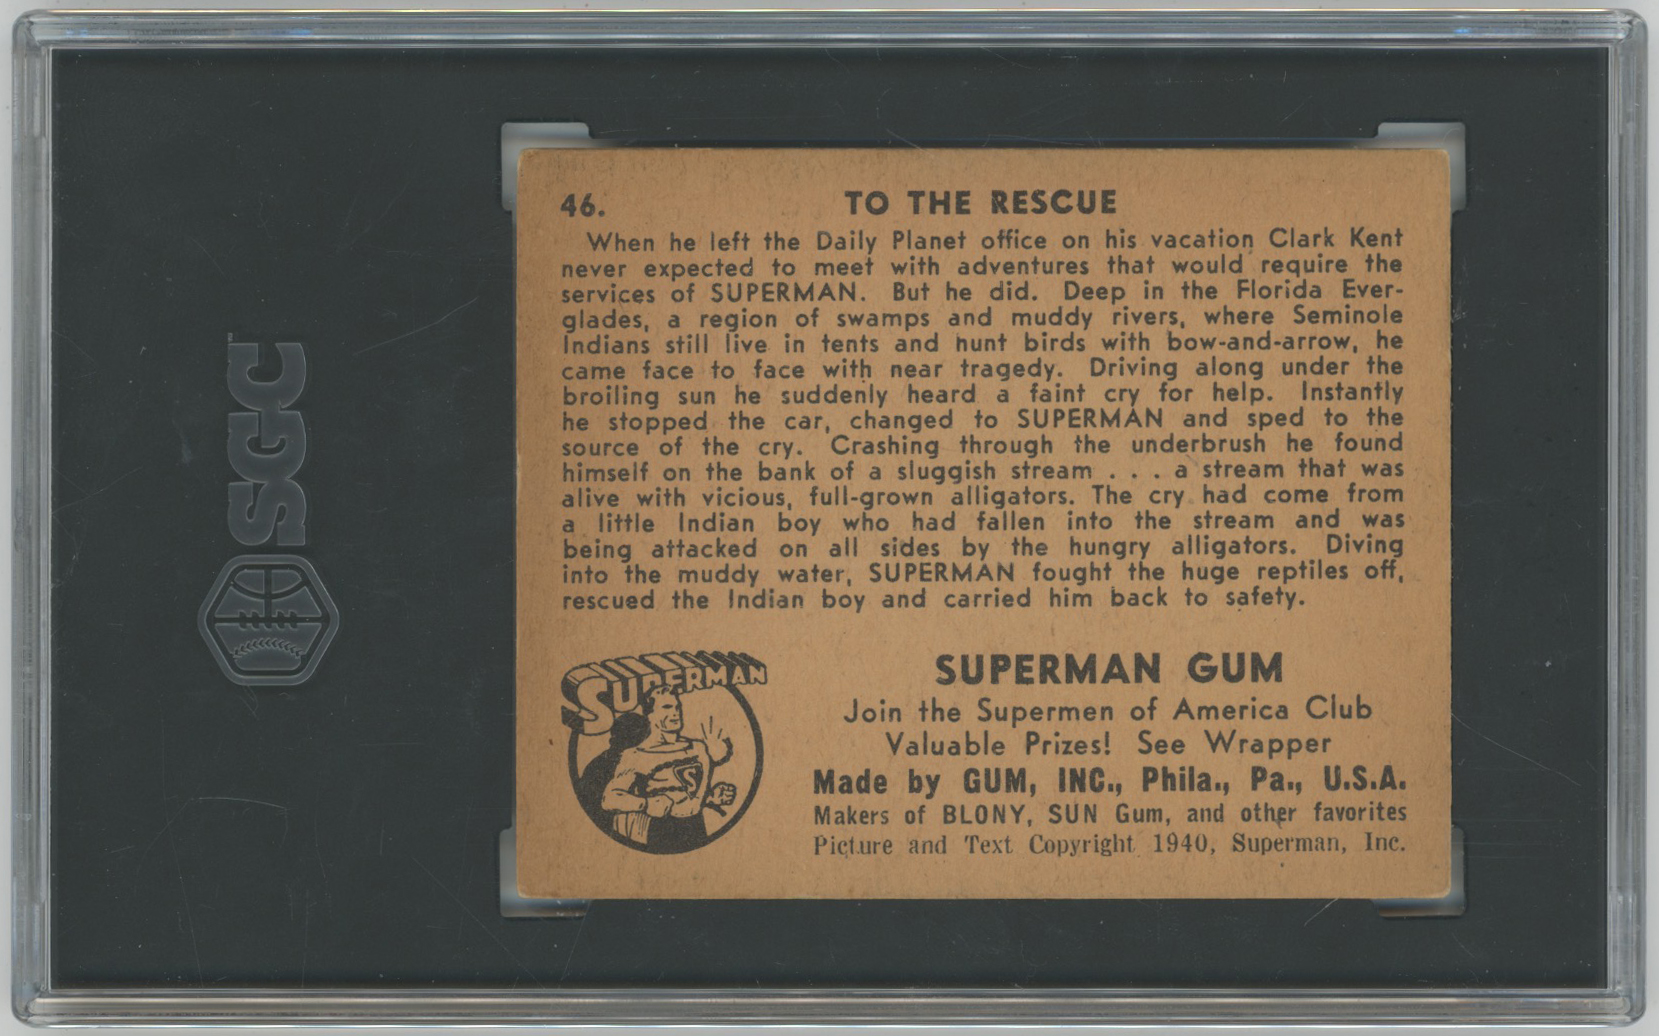 SGC
46. TO THE RESCUE
When he left the Daily Planet office on his vacation Clark Kent
never expected to meet with adventures that would require the
services of SUPERMAN. But he did. Deep in the Florida Ever-
glades, a region of swamps and muddy rivers, where Seminole
Indians still live in tents and hunt birds with bow-and-arrow, he
came face to face with near tragedy. Driving along under the
broiling sun he suddenly heard a faint cry for help. Instantly
he stopped the car, changed to SUPERMAN and sped to the
source of the cry. Crashing through the underbrush he found
himself on the bank of a sluggish stream . . . a stream that was
alive with vicious, full-grown alligators. The cry had come from
a little Indian boy who had fallen into the stream and was
being attacked on all sides by the hungry alligators. Diving
into the muddy water, SUPERMAN fought the huge reptiles off,
rescued the Indian boy and carried him back to safety.
SUPERMAN
S
SUPERMAN GUM
Join the Supermen of America Club
Valuable Prizes! See Wrapper
Made by GUM, INC., Phila., Pa., U.S.A.
Makers of BLONY, SUN Gum, and other favorites
Picture and Text Copyright 1940, Superman, Inc.